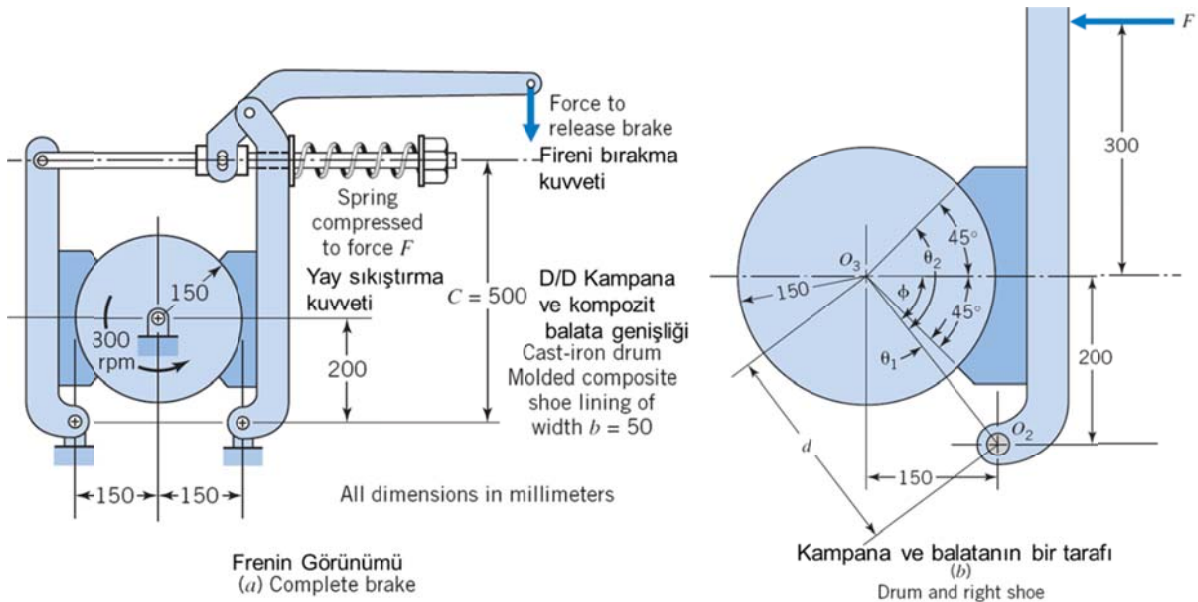 Force to
release brake
Fireni bırakma
kuvveti
Spring
compressed
to force F
Yay sıkıştırma
kuvveti
C = 500
D/D Kampana
ve kompozit
balata genişliği
Cast-iron drum
Molded composite
shoe lining of
width b = 50
150
300
rpm
200
150
150
All dimensions in millimeters
Frenin Görünümü
(a) Complete brake
F
300
45°
θ2
O3
ϕ
150
45°
θ1
200
d
O2
150
Kampana ve balatanın bir tarafı
(b)
Drum and right shoe